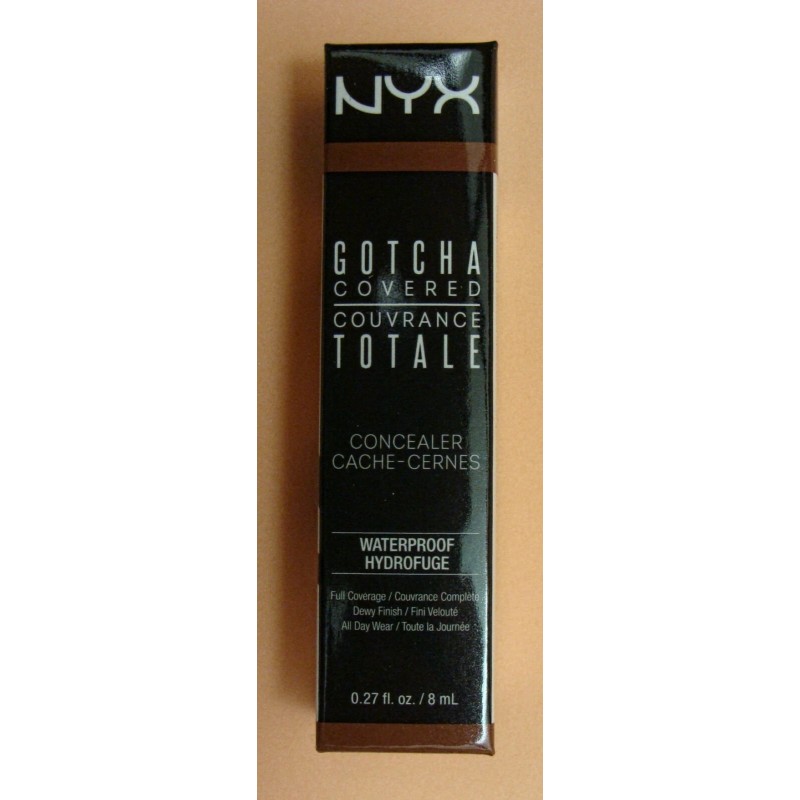 NYX
GOTCHA
COVERED
COUVRANCE
TOTALE
CONCEALER
CACHE-CERNES
WATERPROOF
HYDROFUGE
Full Coverage / Couvrance Complète
Dewy Finish / Fini Velouté
All Day Wear / Toute la Journée
0.27 fl. oz. / 8 mL